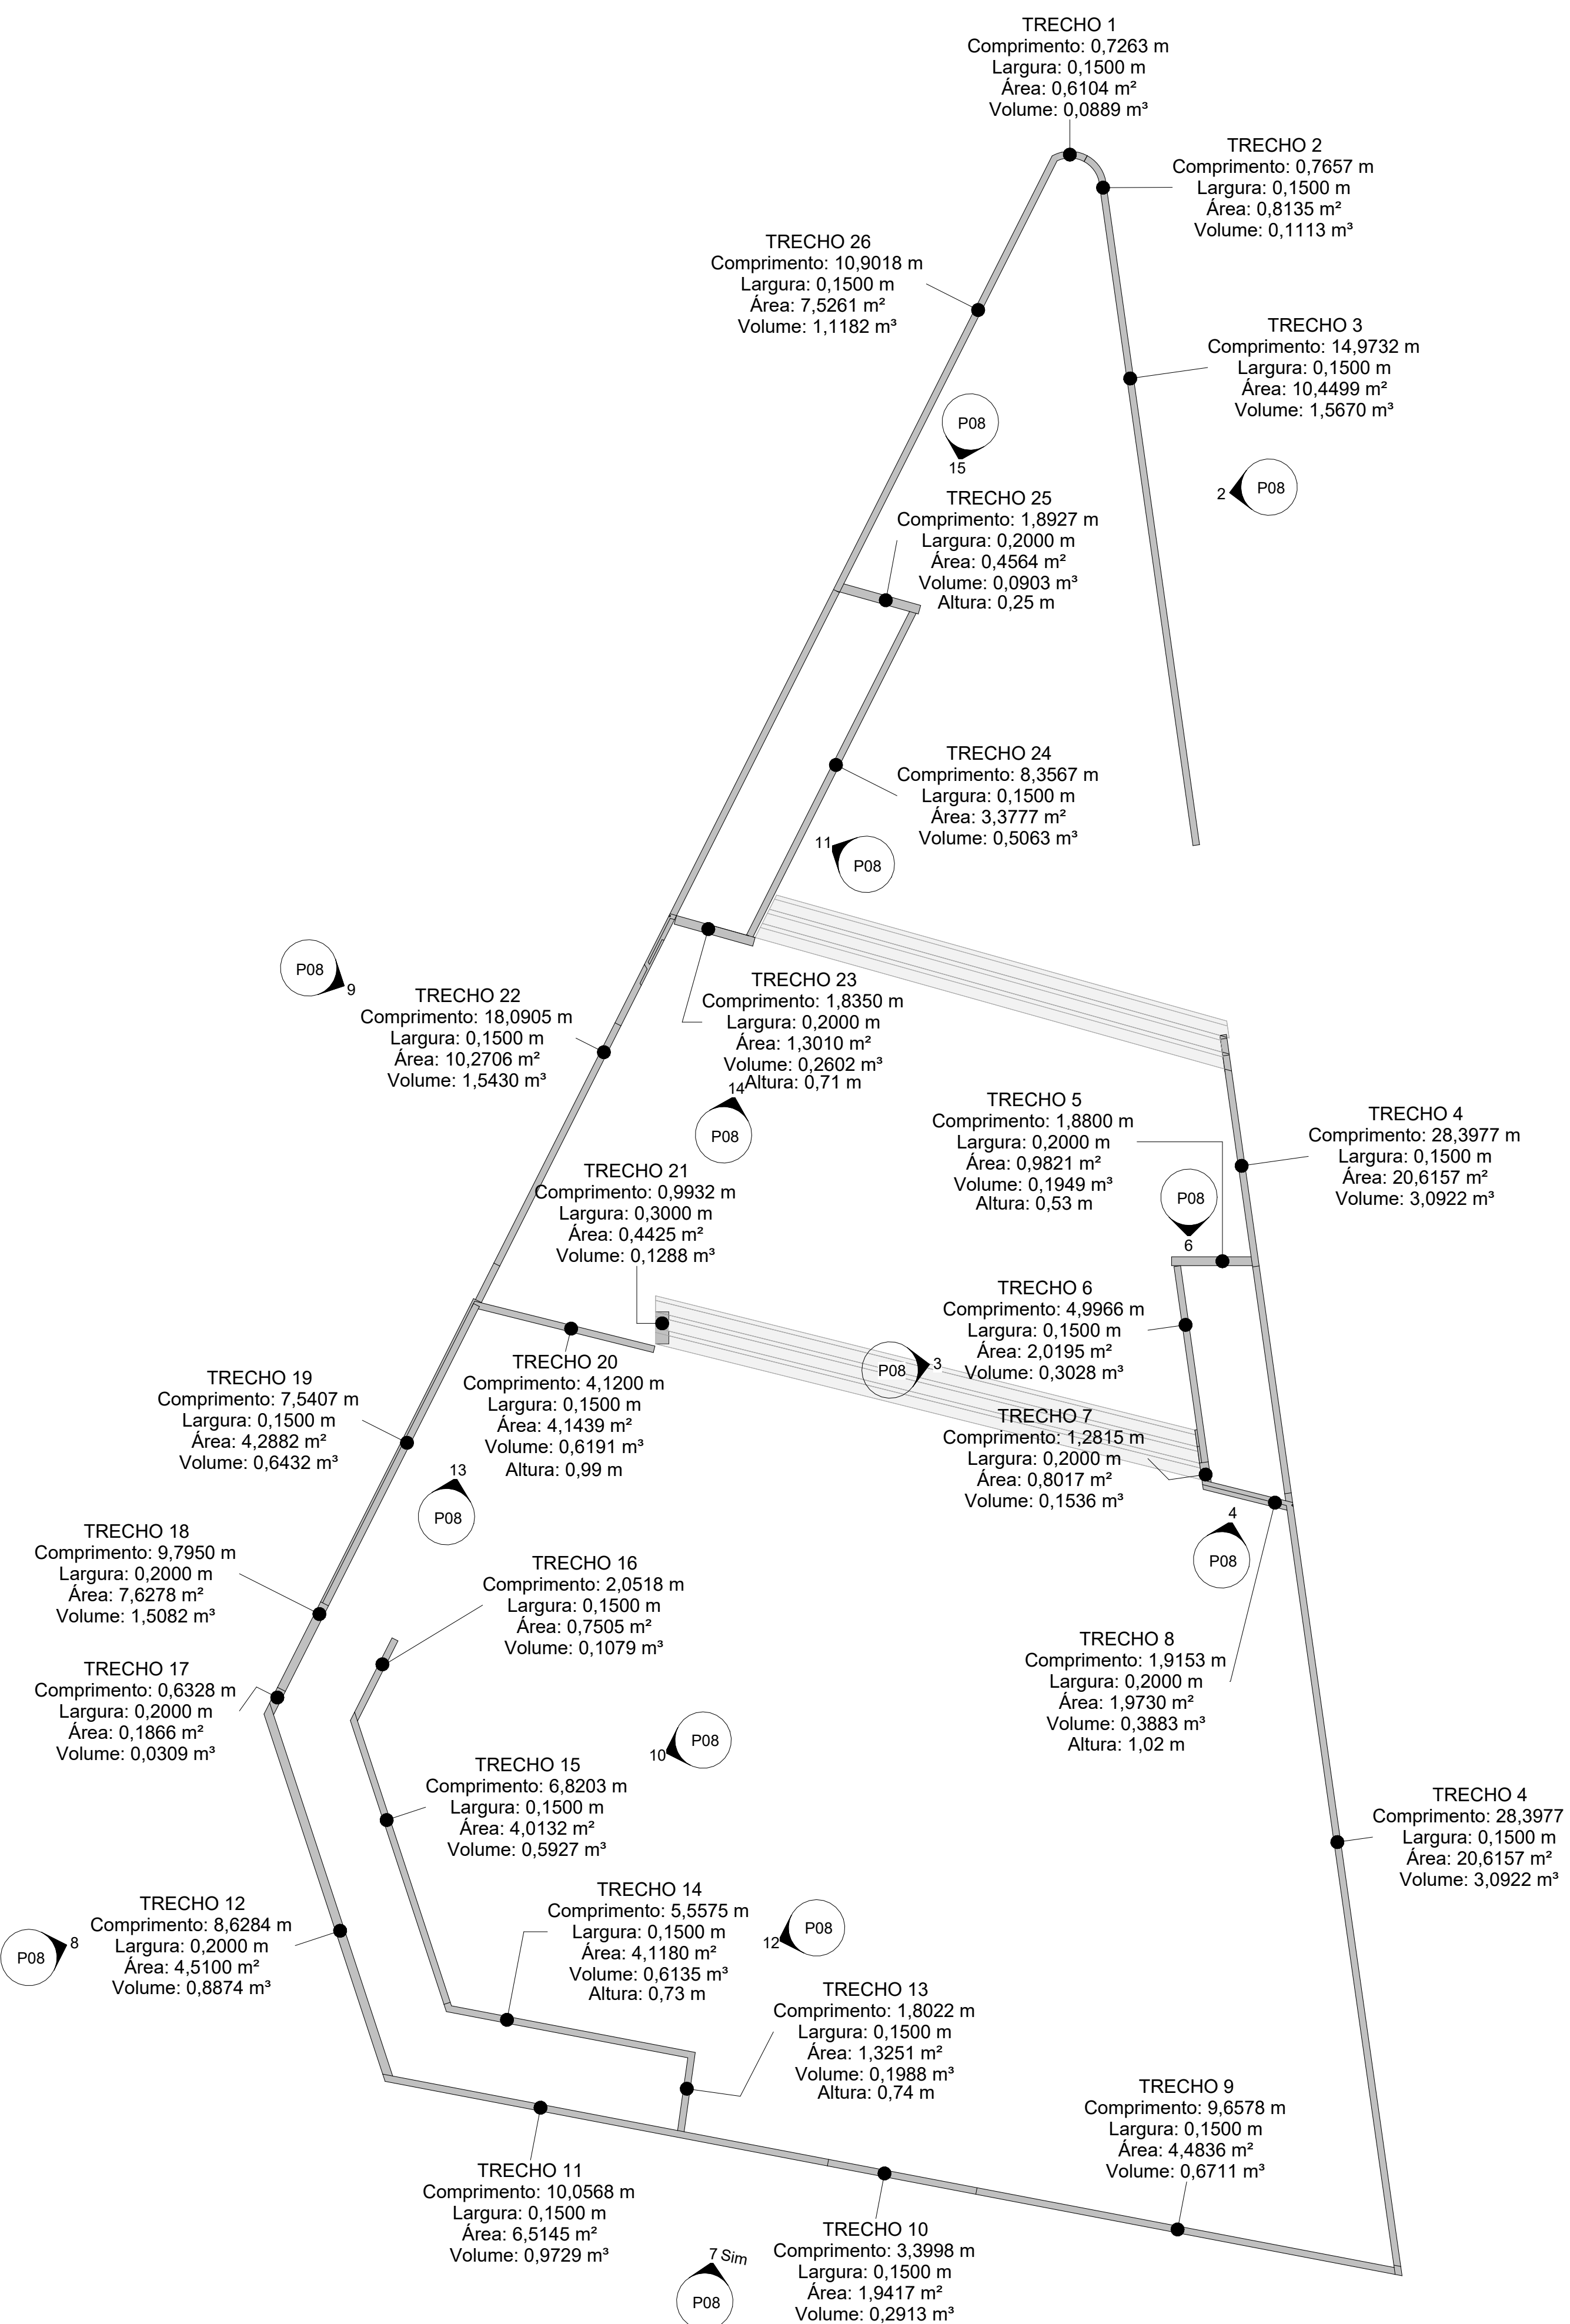 TRECHO 1
Comprimento: 0,7263 m
Largura: 0,1500 m
Área: 0,6104 m²
Volume: 0,0889 m³
TRECHO 2
Comprimento: 0,7657 m
Largura: 0,1500 m
Área: 0,8135 m²
Volume: 0,1113 m³
TRECHO 26
Comprimento: 10,9018 m
Largura: 0,1500 m
Área: 7,5261 m²
Volume: 1,1182 m³
TRECHO 3
Comprimento: 14,9732 m
Largura: 0,1500 m
Área: 10,4499 m²
Volume: 1,5670 m³
P08
15
2
P08
TRECHO 25
Comprimento: 1,8927 m
Largura: 0,2000 m
Área: 0,4564 m²
Volume: 0,0903 m³
Altura: 0,25 m
TRECHO 24
Comprimento: 8,3567 m
Largura: 0,1500 m
Área: 3,3777 m²
Volume: 0,5063 m³
11
P08
P08
9
TRECHO 22
Comprimento: 18,0905 m
Largura: 0,1500 m
Área: 10,2706 m²
Volume: 1,5430 m³
TRECHO 23
Comprimento: 1,8350 m
Largura: 0,2000 m
Área: 1,3010 m²
Volume: 0,2602 m³
Altura: 0,71 m
14
P08
TRECHO 5
Comprimento: 1,8800 m
Largura: 0,2000 m
Área: 0,9821 m²
Volume: 0,1949 m³
Altura: 0,53 m
TRECHO 4
Comprimento: 28,3977 m
Largura: 0,1500 m
Área: 20,6157 m²
Volume: 3,0922 m³
TRECHO 21
Comprimento: 0,9932 m
Largura: 0,3000 m
Área: 0,4425 m²
Volume: 0,1288 m³
P08
6
TRECHO 6
Comprimento: 4,9966 m
Largura: 0,1500 m
Área: 2,0195 m²
Volume: 0,3028 m³
P08
3
TRECHO 20
Comprimento: 4,1200 m
Largura: 0,1500 m
Área: 4,1439 m²
Volume: 0,6191 m³
Altura: 0,99 m
TRECHO 19
Comprimento: 7,5407 m
Largura: 0,1500 m
Área: 4,2882 m²
Volume: 0,6432 m³
TRECHO 7
Comprimento: 1,2815 m
Largura: 0,2000 m
Área: 0,8017 m²
Volume: 0,1536 m³
13
P08
4
P08
TRECHO 18
Comprimento: 9,7950 m
Largura: 0,2000 m
Área: 7,6278 m²
Volume: 1,5082 m³
TRECHO 16
Comprimento: 2,0518 m
Largura: 0,1500 m
Área: 0,7505 m²
Volume: 0,1079 m³
TRECHO 8
Comprimento: 1,9153 m
Largura: 0,2000 m
Área: 1,9730 m²
Volume: 0,3883 m³
Altura: 1,02 m
TRECHO 17
Comprimento: 0,6328 m
Largura: 0,2000 m
Área: 0,1866 m²
Volume: 0,0309 m³
10
P08
TRECHO 15
Comprimento: 6,8203 m
Largura: 0,1500 m
Área: 4,0132 m²
Volume: 0,5927 m³
TRECHO 4
Comprimento: 28,3977
Largura: 0,1500 m
Área: 20,6157 m²
Volume: 3,0922 m³
TRECHO 14
Comprimento: 5,5575 m
Largura: 0,1500 m
Área: 4,1180 m²
Volume: 0,6135 m³
Altura: 0,73 m
TRECHO 12
Comprimento: 8,6284 m
Largura: 0,2000 m
Área: 4,5100 m²
Volume: 0,8874 m³
P08
8
12
P08
TRECHO 13
Comprimento: 1,8022 m
Largura: 0,1500 m
Área: 1,3251 m²
Volume: 0,1988 m³
Altura: 0,74 m
TRECHO 9
Comprimento: 9,6578 m
Largura: 0,1500 m
Área: 4,4836 m²
Volume: 0,6711 m³
TRECHO 11
Comprimento: 10,0568 m
Largura: 0,1500 m
Área: 6,5145 m²
Volume: 0,9729 m³
TRECHO 10
Comprimento: 3,3998 m
Largura: 0,1500 m
Área: 1,9417 m²
Volume: 0,2913 m³
7 Sim
P08